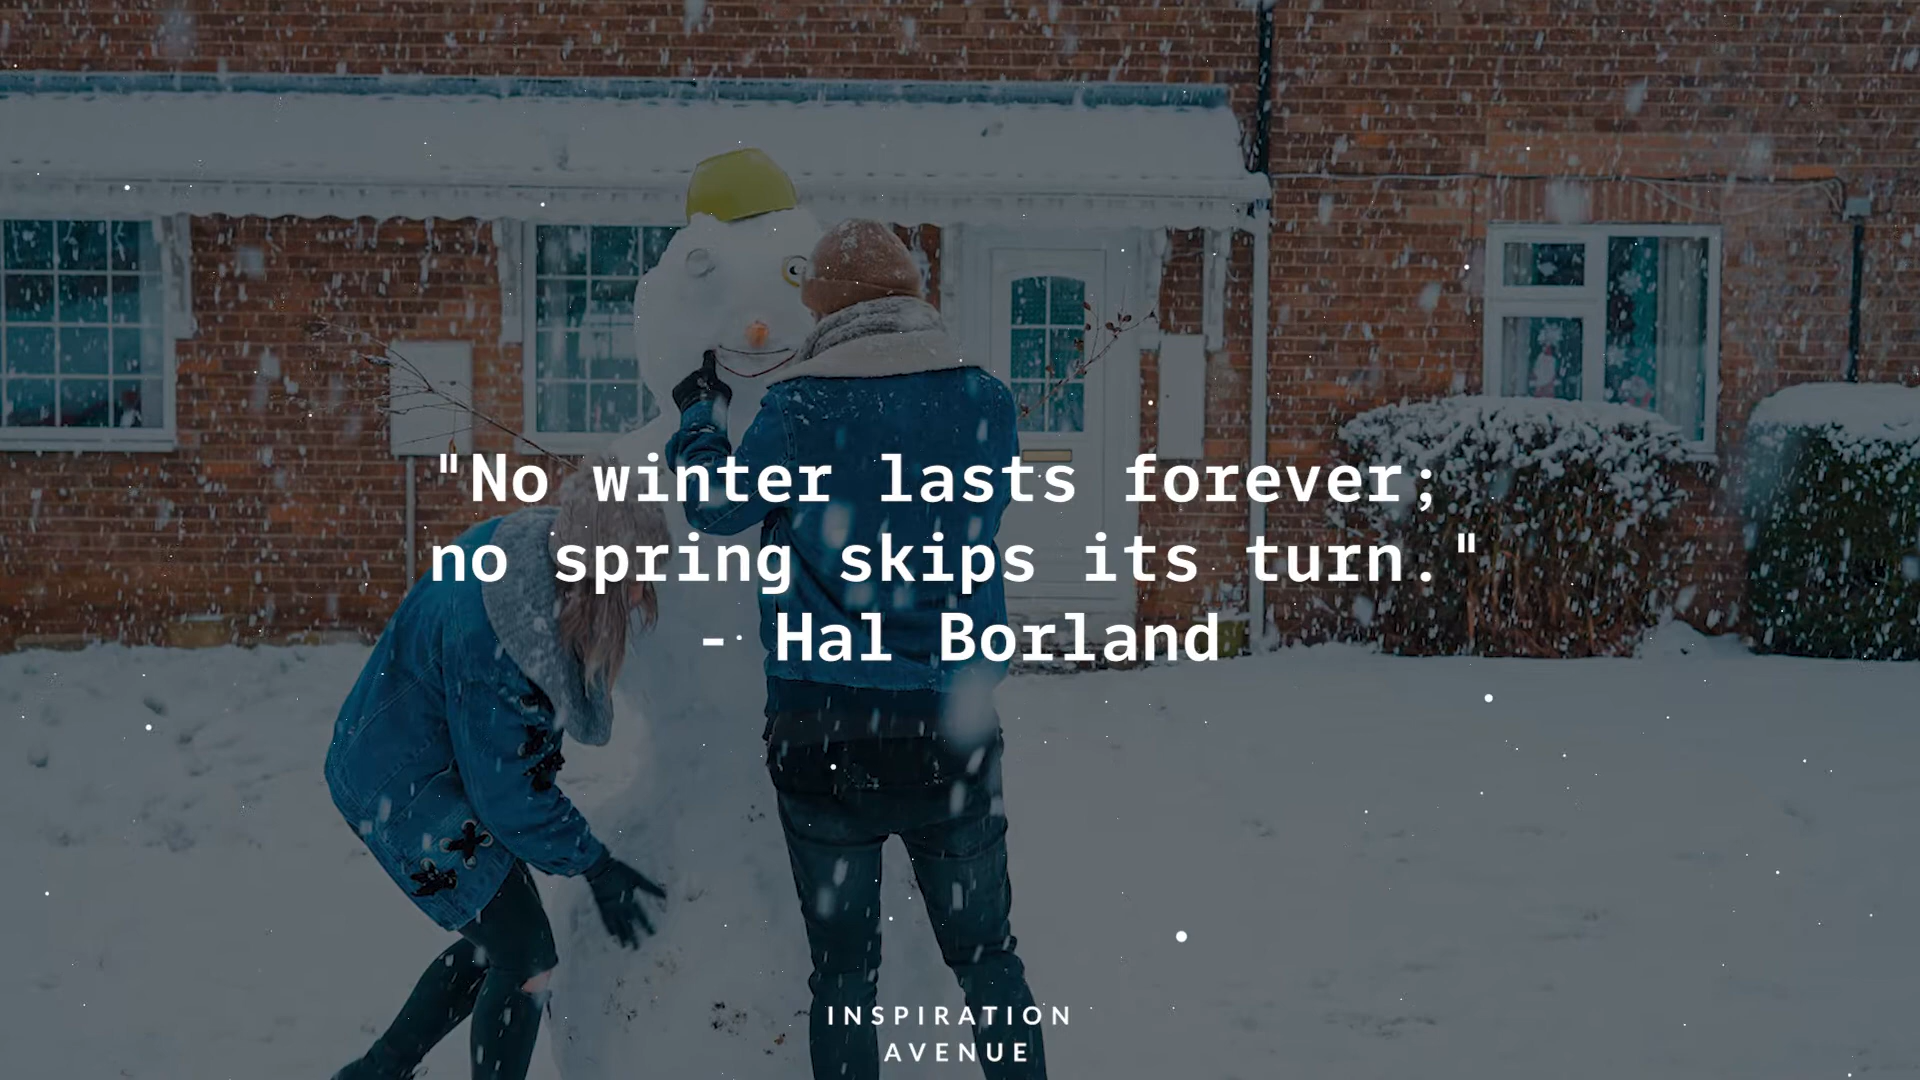 "No winter lasts forever;
no spring skips its turn."
- Hal Borland
INSPIRATION
AVENUE